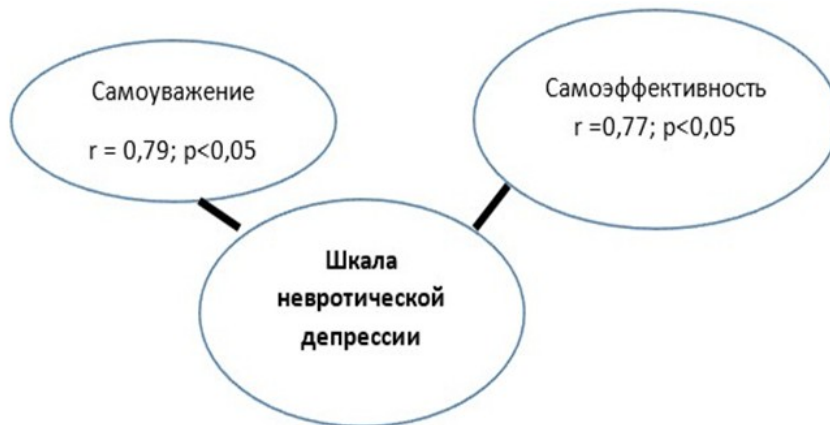 Самоуважение
r = 0,79; p<0,05
Самоэффективность
r =0,77; p<0,05
Шкала
невротической
депрессии